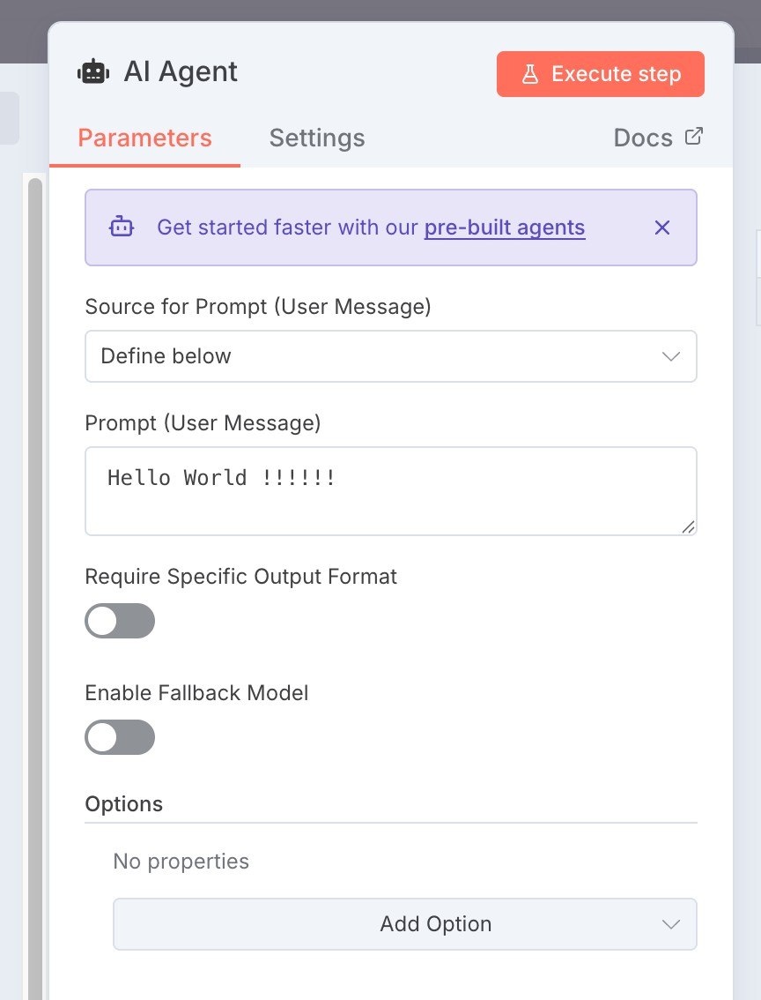 AI Agent
Execute step
Parameters
Settings
Docs
Get started faster with our pre-built agents
Source for Prompt (User Message)
Define below
Prompt (User Message)
Hello World !!!!!!
Require Specific Output Format
Enable Fallback Model
Options
No properties
Add Option